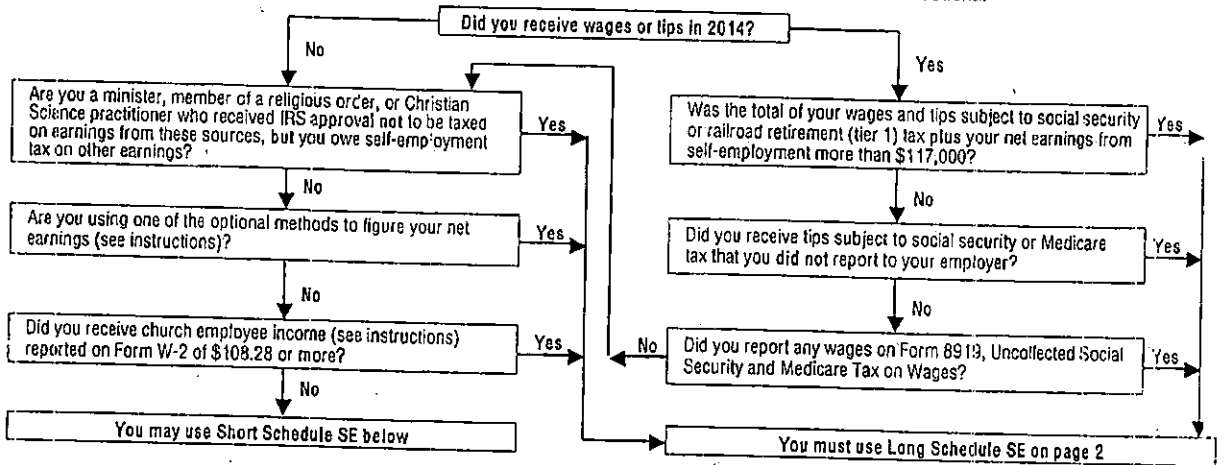 Did you receive wages or tips in 2014?
No
Yes
Are you a minister, member of a religious order, or Christian
Science practitioner who received IRS approval not to be taxed
on earnings from these sources, but you owe self-employment
tax on other earnings?
Yes
Was the total of your wages and tips subject to social security
or railroad retirement (tier 1) tax plus your net earnings from
self-employment more than $117,000?
Yes
No
No
Are you using one of the optional methods to figure your net
earnings (see instructions)?
Yes
Did you receive tips subject to social security or Medicare
tax that you did not report to your employer?
Yes
No
No
Did you receive church employee income (see instructions)
reported on Form W-2 of $108.28 or more?
Yes
No
Did you report any wages on Form 8919, Uncollected Social
Security and Medicare Tax on Wages?
Yes
No
You may use Short Schedule SE below
You must use Long Schedule SE on page 2